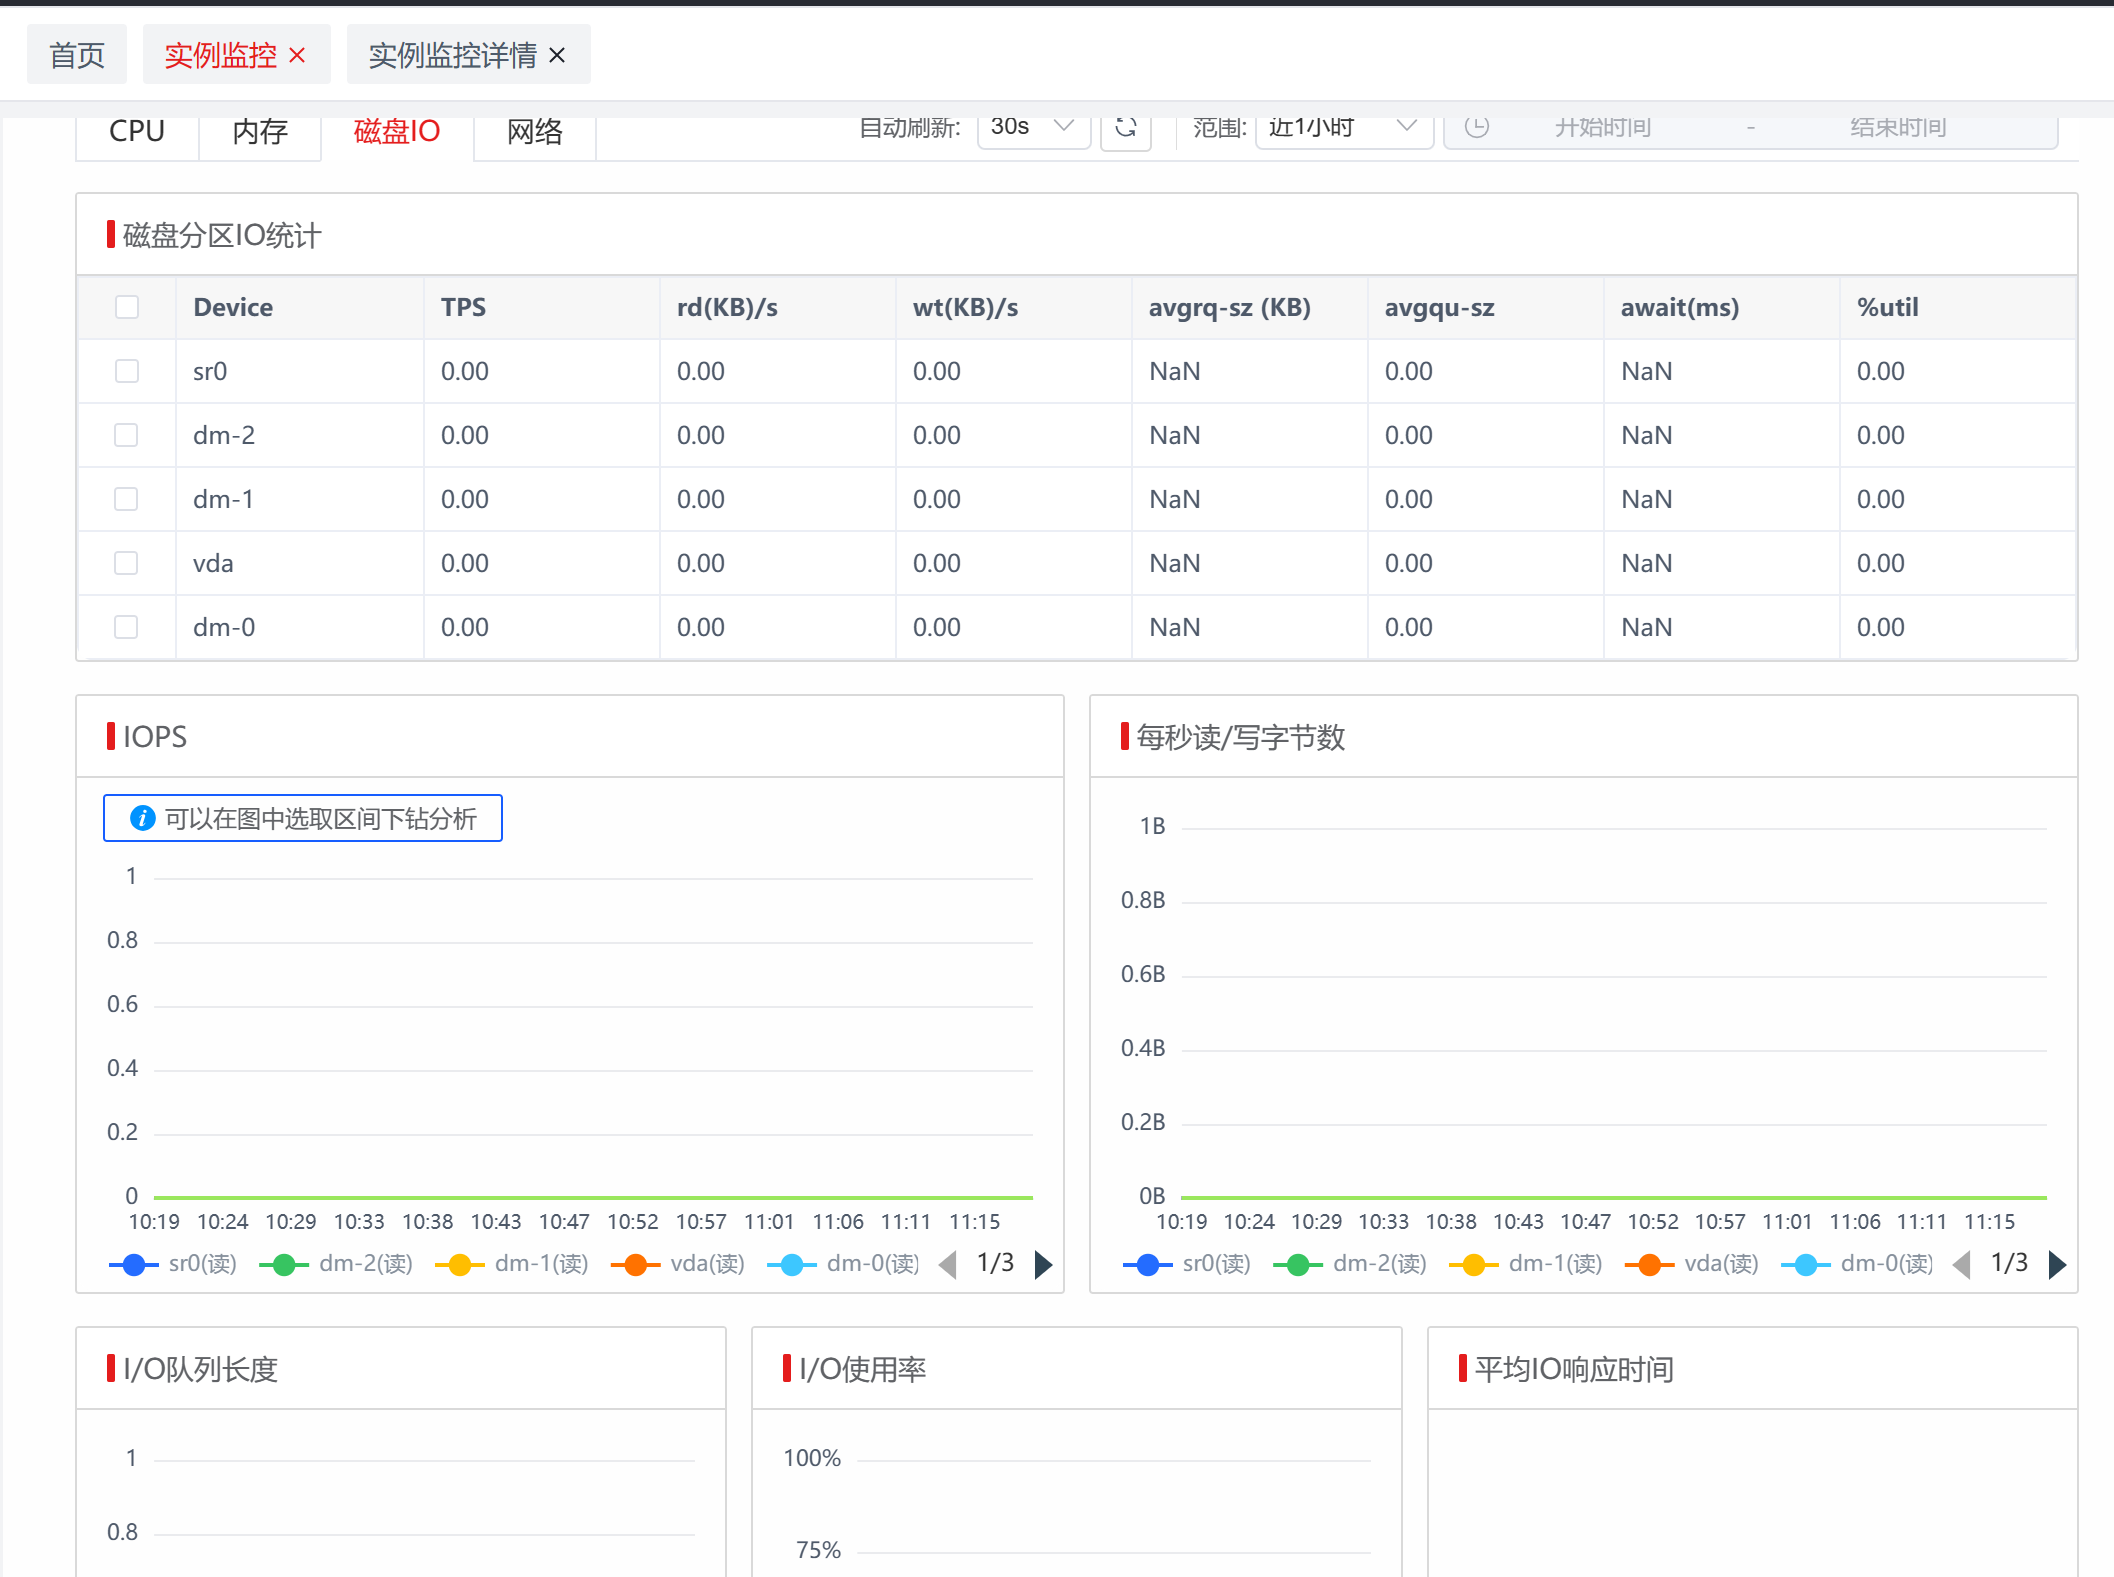 首页 实例监控 × 实例监控详情 ×
CPU 内存 磁盘IO 网络 自动刷新: 30s 范围: 近1小时 开始时间 - 结束时间
磁盘分区IO统计
Device TPS rd(KB)/s wt(KB)/s avgrq-sz (KB) avgqu-sz await(ms) %util
sr0 0.00 0.00 0.00 NaN 0.00 NaN 0.00
dm-2 0.00 0.00 0.00 NaN 0.00 NaN 0.00
dm-1 0.00 0.00 0.00 NaN 0.00 NaN 0.00
vda 0.00 0.00 0.00 NaN 0.00 NaN 0.00
dm-0 0.00 0.00 0.00 NaN 0.00 NaN 0.00
IOPS
可以在图中选取区间下钻分析
1
0.8
0.6
0.4
0.2
0
10:19 10:24 10:29 10:33 10:38 10:43 10:47 10:52 10:57 11:01 11:06 11:11 11:15
sr0(读) dm-2(读) dm-1(读) vda(读) dm-0(读) 1/3
每秒读/写字节数
1B
0.8B
0.6B
0.4B
0.2B
0B
10:19 10:24 10:29 10:33 10:38 10:43 10:47 10:52 10:57 11:01 11:06 11:11 11:15
sr0(读) dm-2(读) dm-1(读) vda(读) dm-0(读) 1/3
I/O队列长度
1
0.8
I/O使用率
100%
75%
平均IO响应时间